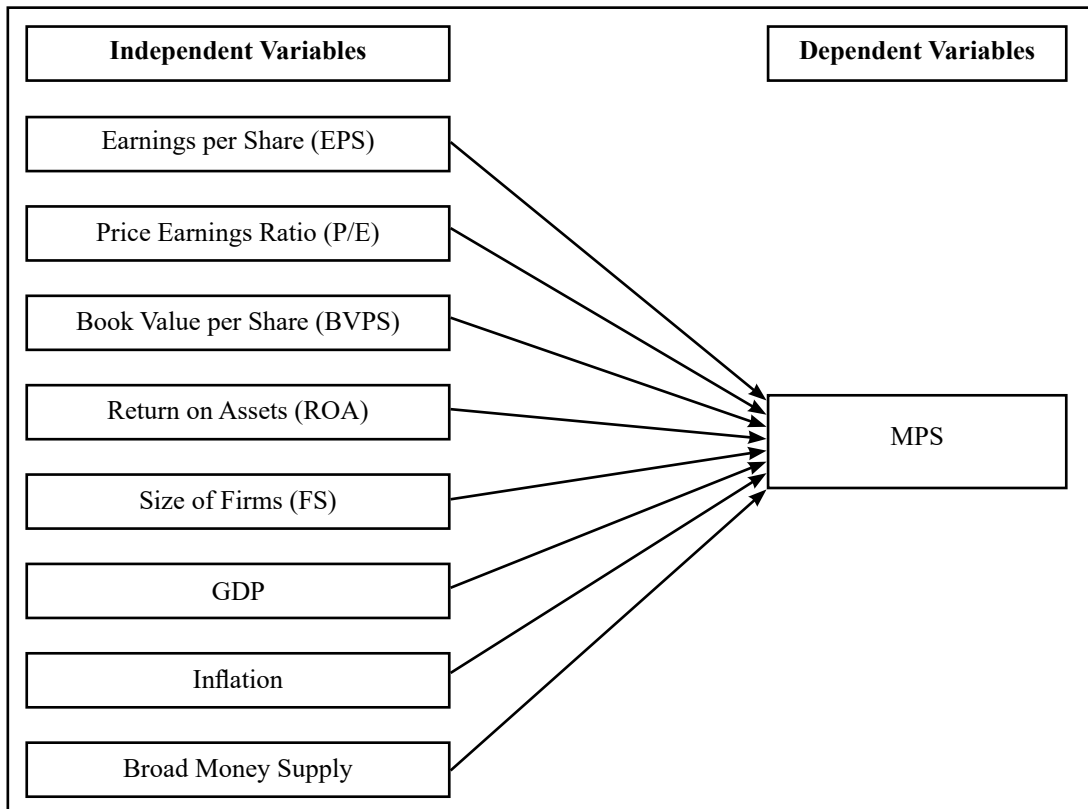 Independent Variables
Dependent Variables
Earnings per Share (EPS)
Price Earnings Ratio (P/E)
Book Value per Share (BVPS)
Return on Assets (ROA)
MPS
Size of Firms (FS)
GDP
Inflation
Broad Money Supply